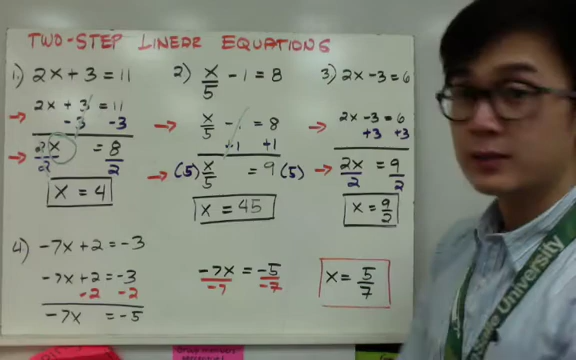 TWO-STEP LINEAR EQUATIONS
1.) 2x + 3 = 11
2x + 3 = 11
-3 -3
2x = 8
2 2
x = 4
2) x/5 - 1 = 8
x/5 - 1 = 8
+1 +1
(5) x/5 = 9 (5)
x = 45
3) 2x - 3 = 6
2x - 3 = 6
+3 +3
2x = 9
2 2
x = 9/2
4) -7x + 2 = -3
-7x + 2 = -3
-2 -2
-7x = -5
-7x = -5
-7 -7
x = 5/7
State University